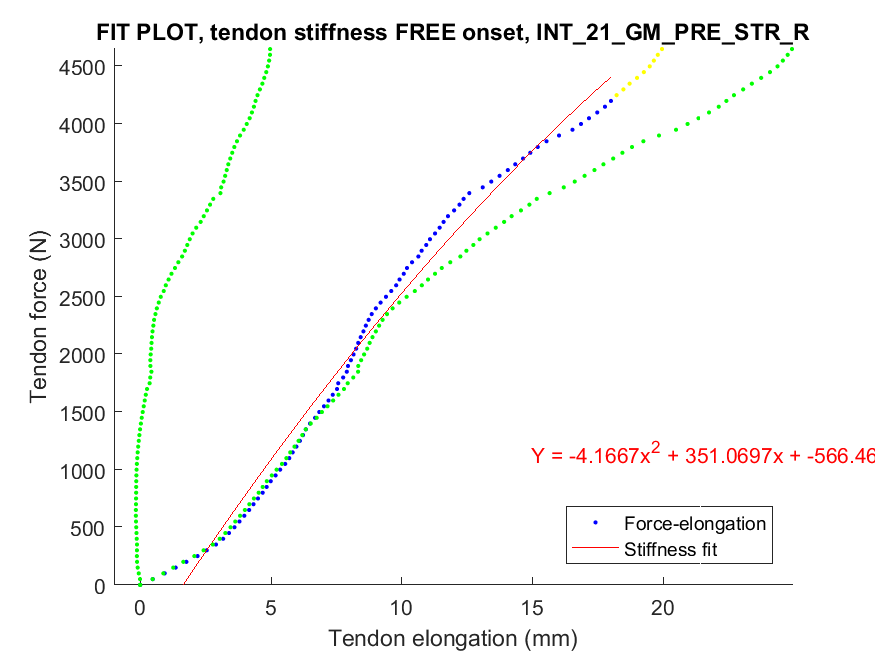 FIT PLOT, tendon stiffness FREE onset, INT_21_GM_PRE_STR_R
4500
4000
3500
3000
2500
2000
1500
1000
500
0
Tendon force (N)
Y = -4.1667x² + 351.0697x + -566.46
Force-elongation
Stiffness fit
0 5 10 15 20
Tendon elongation (mm)